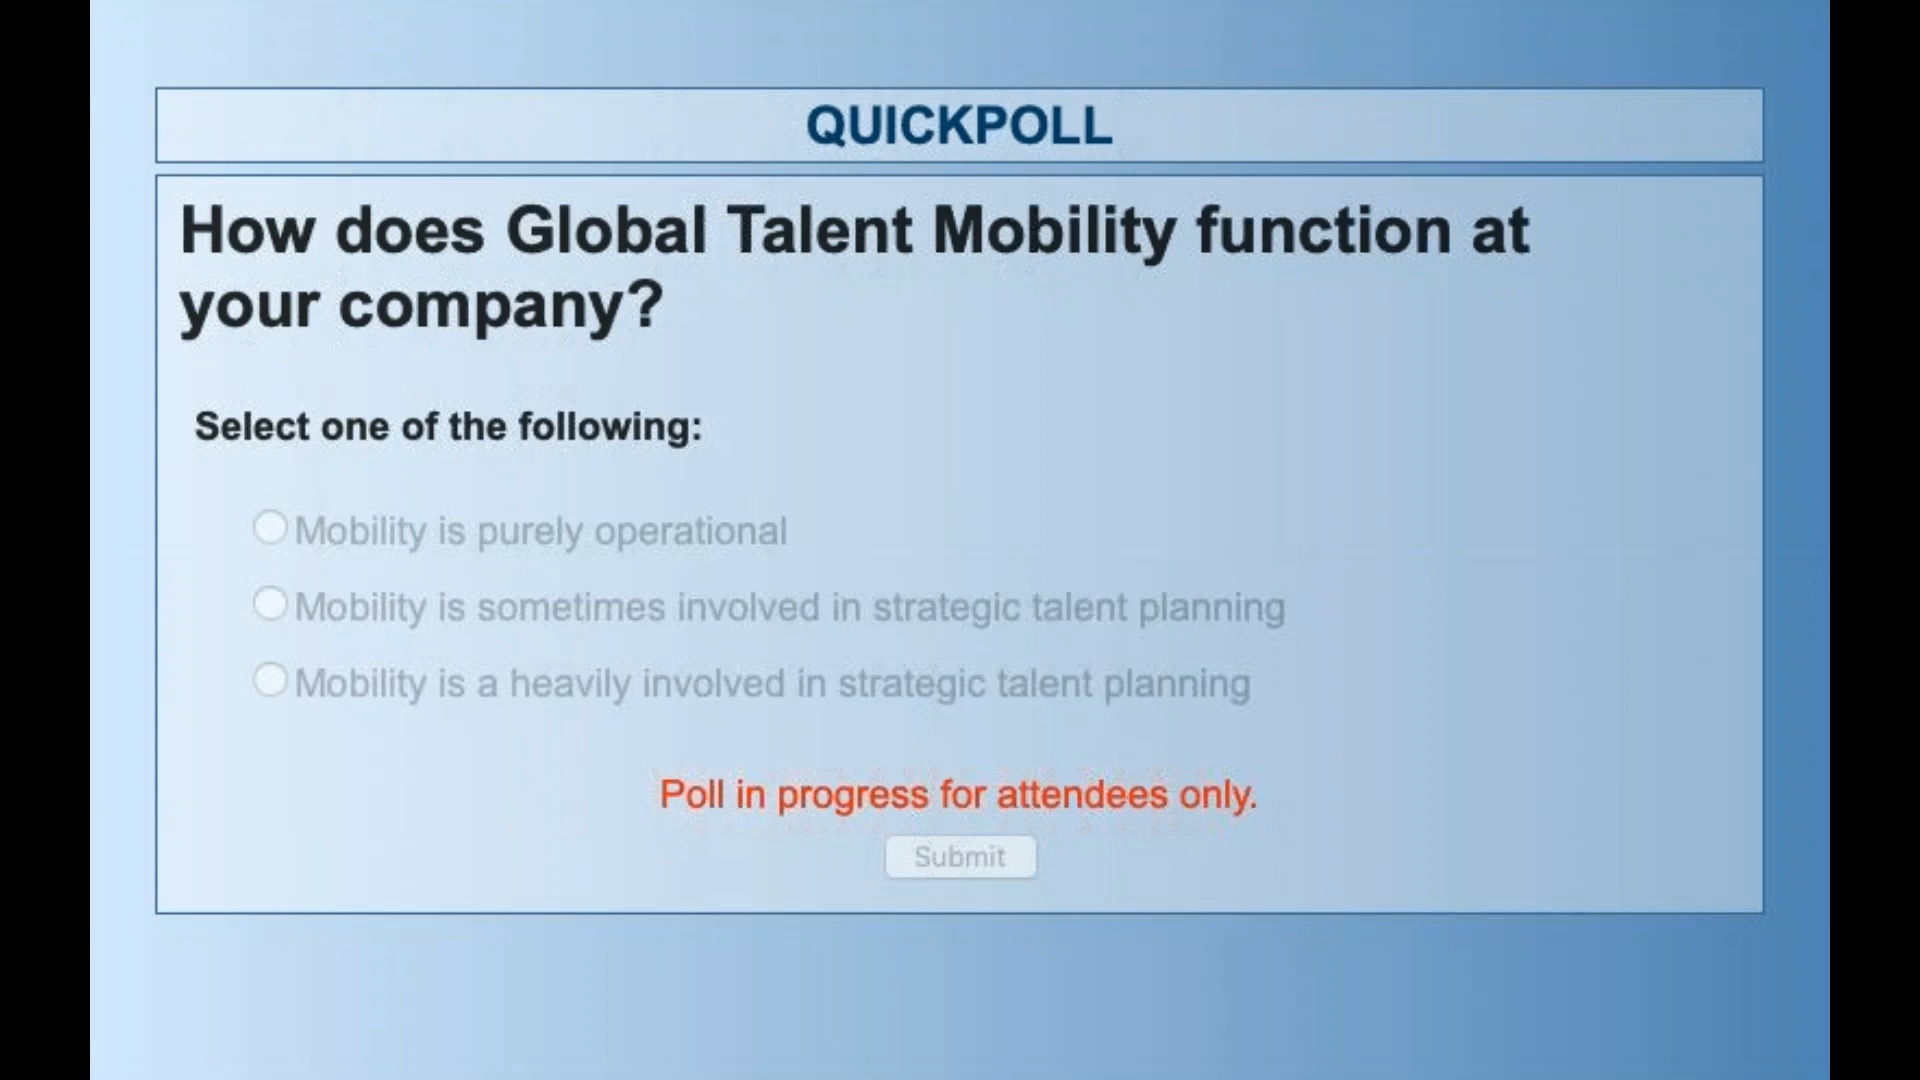 QUICKPOLL
How does Global Talent Mobility function at
your company?
Select one of the following:
Mobility is purely operational
Mobility is sometimes involved in strategic talent planning
Mobility is a heavily involved in strategic talent planning
Poll in progress for attendees only.
Submit